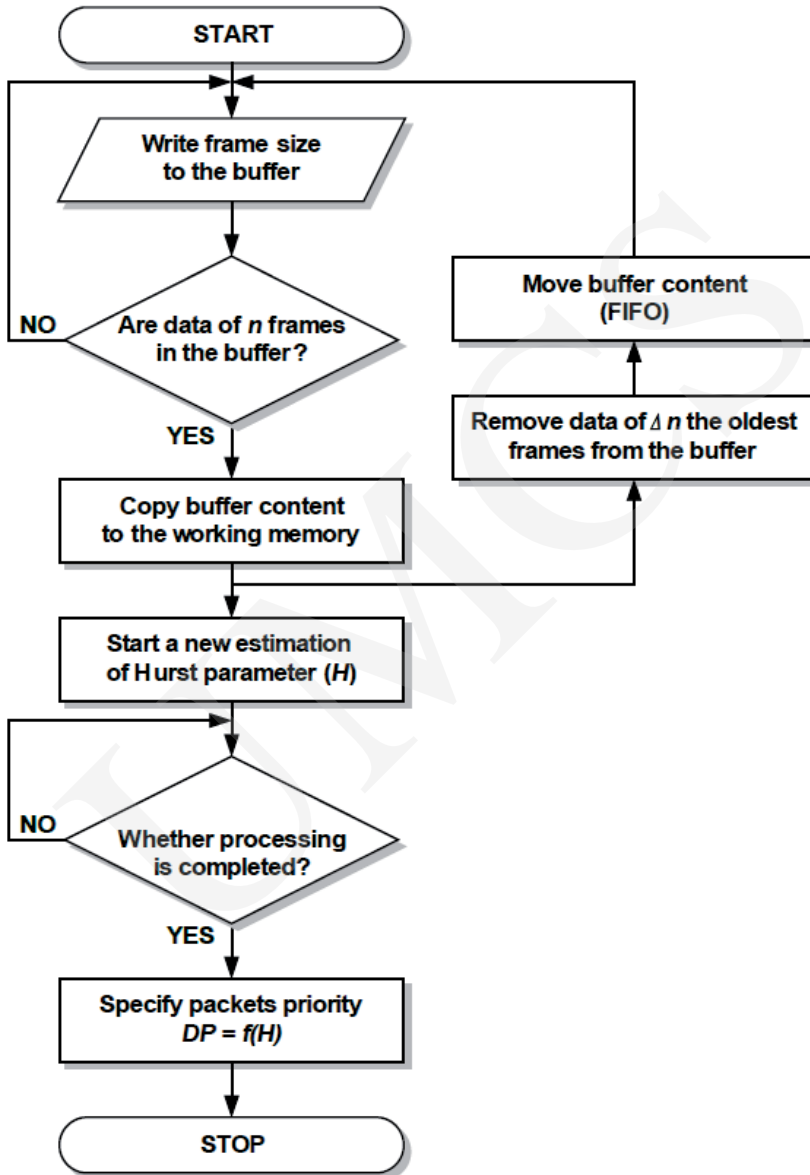 START
Write frame size
to the buffer
Are data of n frames
in the buffer?
NO
YES
Copy buffer content
to the working memory
Move buffer content
(FIFO)
Remove data of Δ n the oldest
frames from the buffer
Start a new estimation
of Hurst parameter (H)
NO
Whether processing
is completed?
YES
Specify packets priority
DP = f(H)
STOP
UMCS